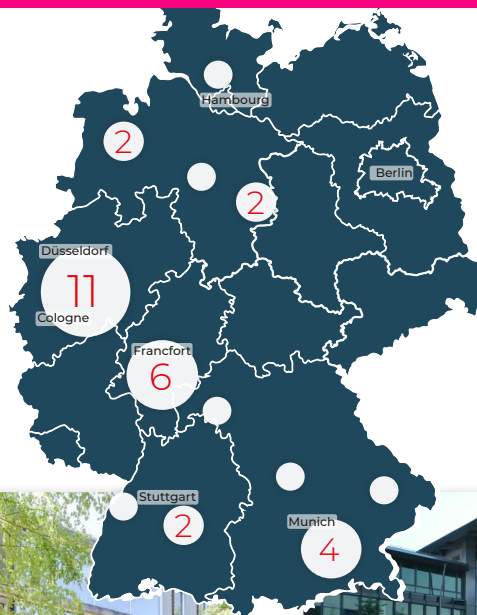 Hambourg
2
Berlin
2
Düsseldorf
11
Cologne
Francfort
6
Stuttgart
2
Munich
4